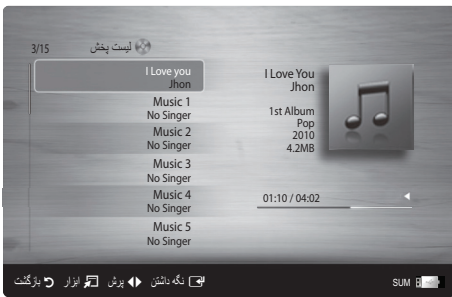 لیست پخش
3/15
I Love you
Jhon
Music 1
No Singer
Music 2
No Singer
Music 3
No Singer
Music 4
No Singer
Music 5
No Singer
I Love You
Jhon
1st Album
Pop
2010
4.2MB
01:10 / 04:02
SUM
نگه داشتن پرش ابزار بازگشت